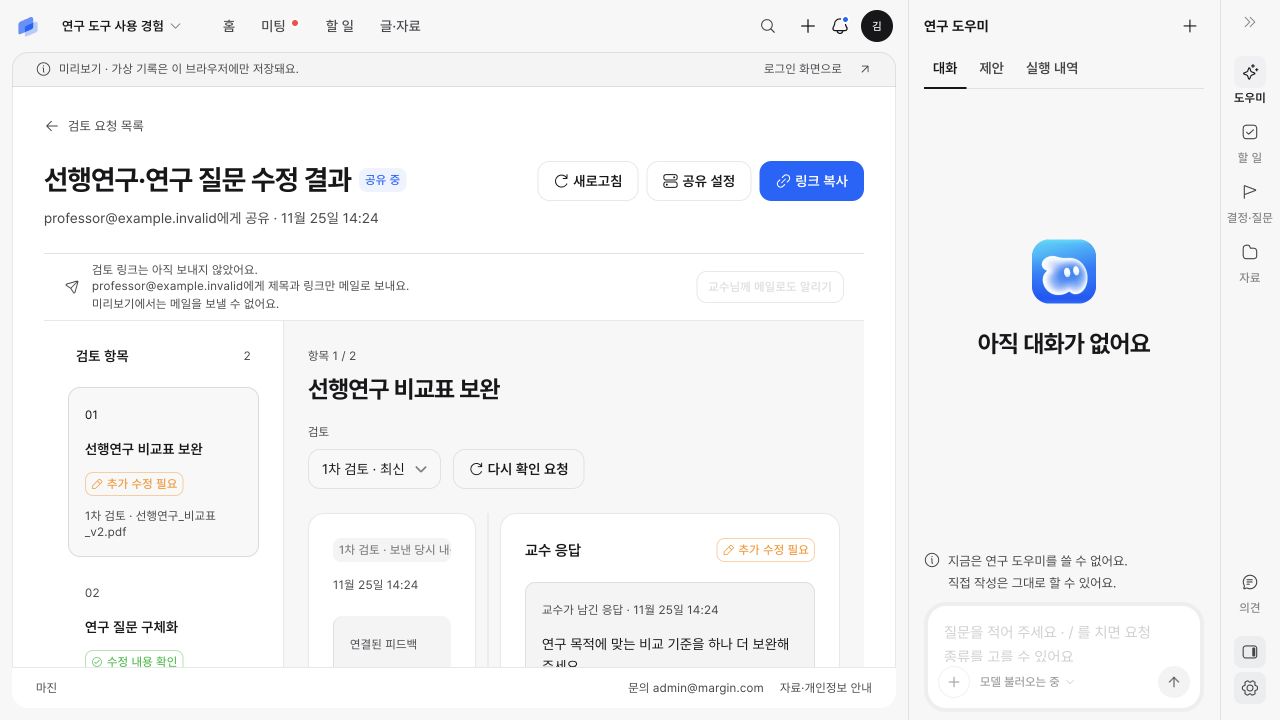 연구 도구 사용 경험
홈
미팅
할 일
글·자료
김
미리보기 · 가상 기록은 이 브라우저에만 저장돼요.
로그인 화면으로
검토 요청 목록
선행연구·연구 질문 수정 결과
공유 중
새로고침
공유 설정
링크 복사
professor@example.invalid에게 공유 · 11월 25일 14:24
검토 링크는 아직 보내지 않았어요.
professor@example.invalid에게 제목과 링크만 메일로 보내요.
미리보기에서는 메일을 보낼 수 없어요.
교수님께 메일로도 알리기
검토 항목
2
01
선행연구 비교표 보완
추가 수정 필요
1차 검토 · 선행연구_비교표
_v2.pdf
02
연구 질문 구체화
수정 내용 확인
항목 1 / 2
선행연구 비교표 보완
검토
1차 검토 · 최신
다시 확인 요청
1차 검토 · 보낸 당시 내
11월 25일 14:24
연결된 피드백
교수 응답
추가 수정 필요
교수가 남긴 응답 · 11월 25일 14:24
연구 목적에 맞는 비교 기준을 하나 더 보완해
주세요
마진
문의 admin@margin.com
자료·개인정보 안내
연구 도우미
대화
제안
실행 내역
아직 대화가 없어요
지금은 연구 도우미를 쓸 수 없어요.
직접 작성은 그대로 할 수 있어요.
질문을 적어 주세요 · / 를 치면 요청
종류를 고를 수 있어요
모델 불러오는 중
도우미
할 일
결정·질문
자료
의견